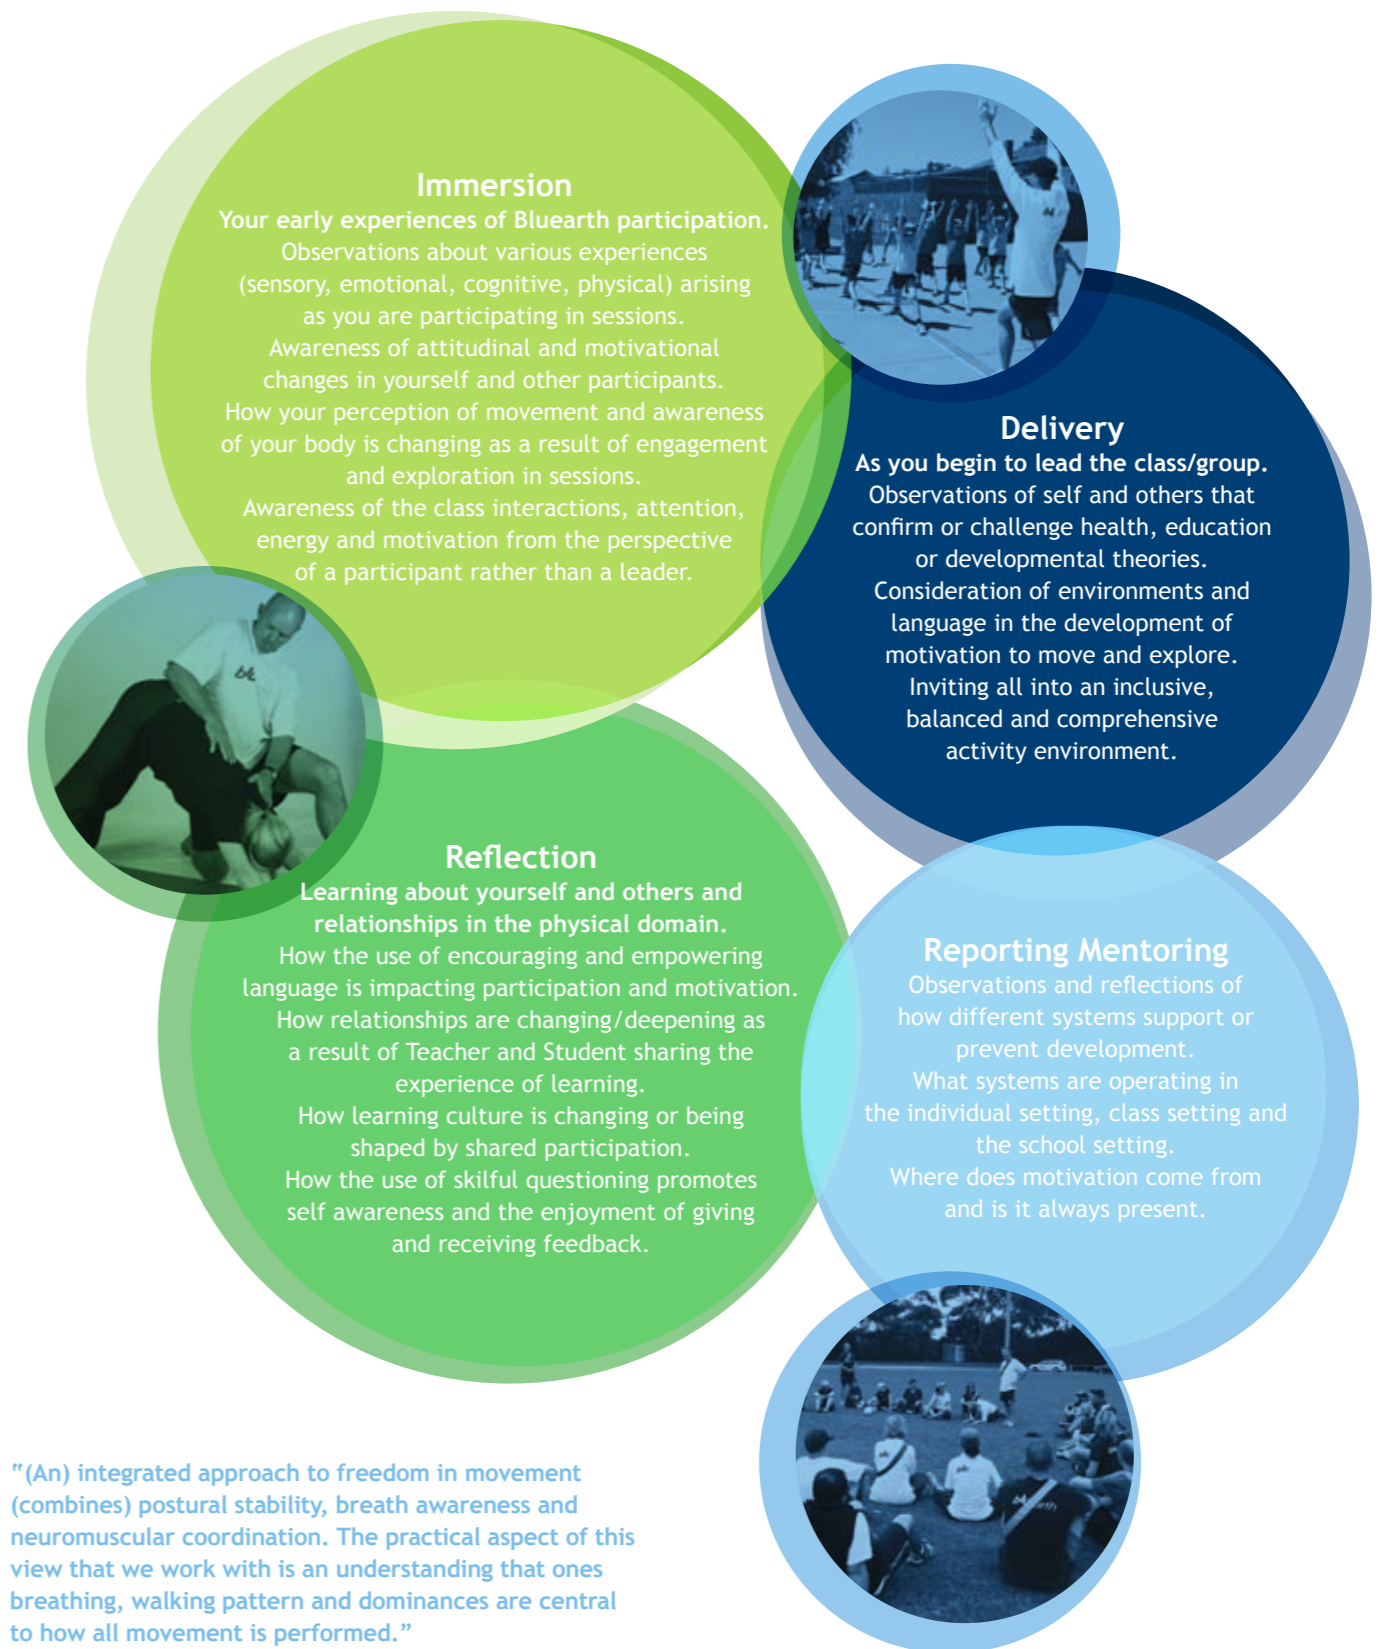 Immersion
Your early experiences of Bluearth participation.
Observations about various experiences
(sensory, emotional, cognitive, physical) arising
as you are participating in sessions.
Awareness of attitudinal and motivational
changes in yourself and other participants.
How your perception of movement and awareness
of your body is changing as a result of engagement
and exploration in sessions.
Awareness of the class interactions, attention,
energy and motivation from the perspective
of a participant rather than a leader.
Delivery
As you begin to lead the class/group.
Observations of self and others that
confirm or challenge health, education
or developmental theories.
Consideration of environments and
language in the development of
motivation to move and explore.
Inviting all into an inclusive,
balanced and comprehensive
activity environment.
Reflection
Learning about yourself and others and
relationships in the physical domain.
How the use of encouraging and empowering
language is impacting participation and motivation.
How relationships are changing/deepening as
a result of Teacher and Student sharing the
experience of learning.
How learning culture is changing or being
shaped by shared participation.
How the use of skilful questioning promotes
self awareness and the enjoyment of giving
and receiving feedback.
Reporting Mentoring
Observations and reflections of
how different systems support or
prevent development.
What systems are operating in
the individual setting, class setting and
the school setting.
Where does motivation come from
and is it always present.
"(An) integrated approach to freedom in movement
(combines) postural stability, breath awareness and
neuromuscular coordination. The practical aspect of this
view that we work with is an understanding that ones
breathing, walking pattern and dominances are central
to how all movement is performed."